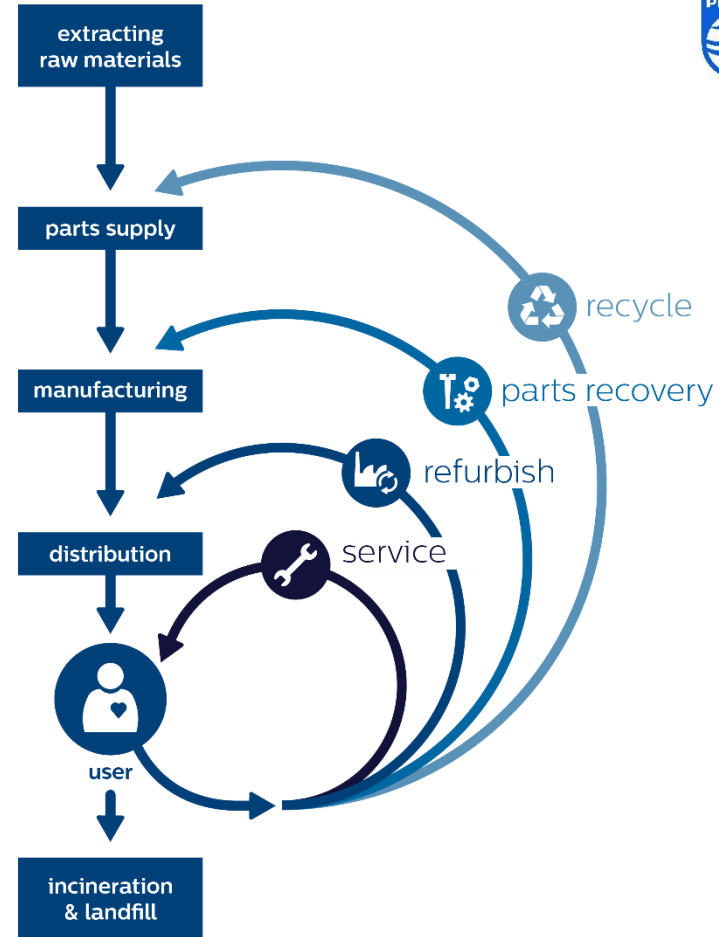 extracting
raw materials
parts supply
recycle
manufacturing
parts recovery
refurbish
distribution
service
user
incineration
& landfill